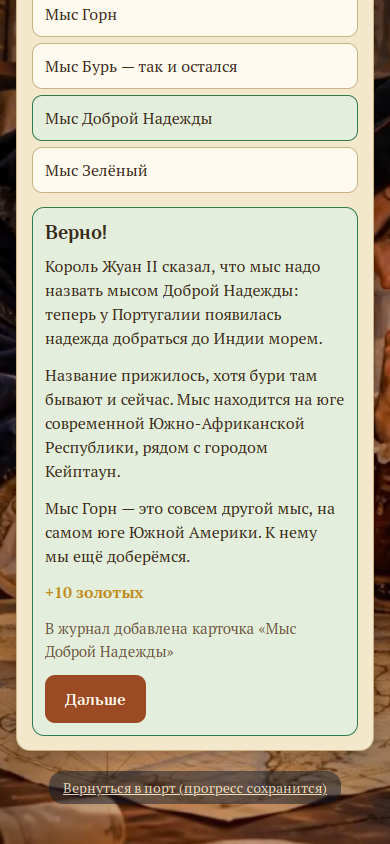 Мыс Горн
Мыс Бурь — так и остался
Мыс Доброй Надежды
Мыс Зелёный
Верно!
Король Жуан II сказал, что мыс надо
назвать мысом Доброй Надежды:
теперь у Португалии появилась
надежда добраться до Индии морем.
Название прижилось, хотя бури там
бывают и сейчас. Мыс находится на юге
современной Южно-Африканской
Республики, рядом с городом
Кейптаун.
Мыс Горн — это совсем другой мыс, на
самом юге Южной Америки. К нему
мы ещё доберёмся.
+10 золотых
В журнал добавлена карточка «Мыс
Доброй Надежды»
Дальше
Вернуться в порт (прогресс сохранится)